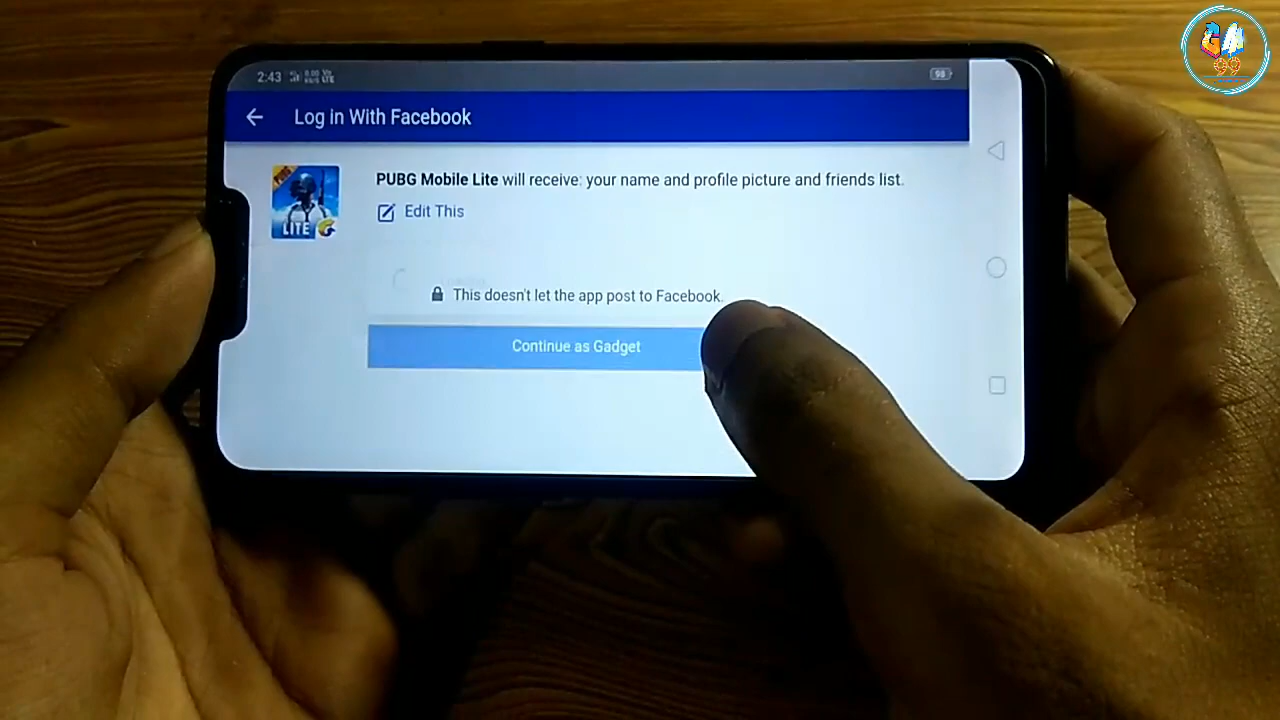 2:43
98
Log in With Facebook
PUBG Mobile Lite will receive: your name and profile picture and friends list.
Edit This
LITE
This doesn't let the app post to Facebook.
Continue as Gadget